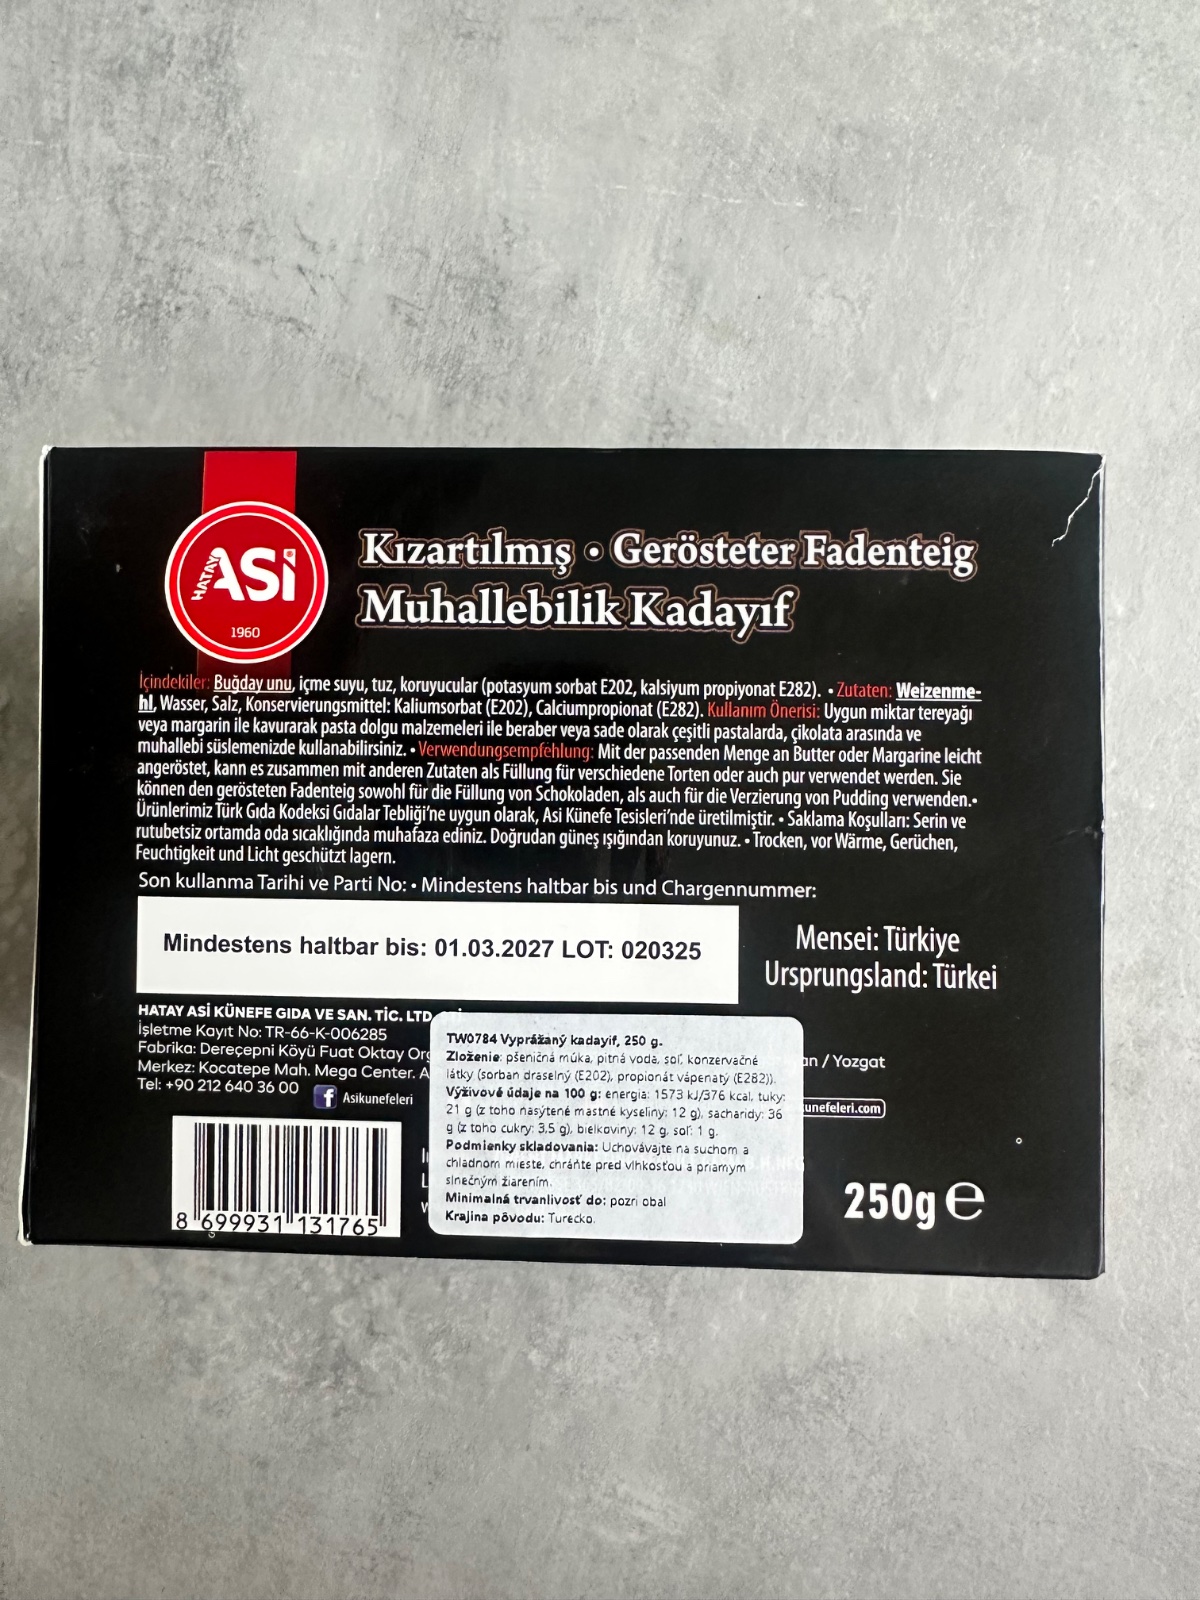 HATAY ASİ
1960
Kızartılmış • Gerösteter Fadenteig
Muhallebilik Kadayıf
İçindekiler: Buğday unu, içme suyu, tuz, koruyucular (potasyum sorbat E202, kalsiyum propiyonat E282). • Zutaten: Weizenme-
hl, Wasser, Salz, Konservierungsmittel: Kaliumsorbat (E202), Calciumpropionat (E282). Kullanım Önerisi: Uygun miktar tereyağı
veya margarin ile kavurarak pasta dolgu malzemeleri ile beraber veya sade olarak çeşitli pastalarda, çikolata arasında ve
muhallebi süslemenizde kullanabilirsiniz. • Verwendungsempfehlung: Mit der passenden Menge an Butter oder Margarine leicht
angeröstet, kann es zusammen mit anderen Zutaten als Füllung für verschiedene Torten oder auch pur verwendet werden. Sie
können den gerösteten Fadenteig sowohl für die Füllung von Schokoladen, als auch für die Verzierung von Pudding verwenden.•
Ürünlerimiz Türk Gıda Kodeksi Gıdalar Tebliği'ne uygun olarak, Asi Künefe Tesisleri'nde üretilmiştir. • Saklama Koşulları: Serin ve
rutubetsiz ortamda oda sıcaklığında muhafaza ediniz. Doğrudan güneş ışığından koruyunuz. • Trocken, vor Wärme, Gerüchen,
Feuchtigkeit und Licht geschützt lagern.
Son kullanma Tarihi ve Parti No: • Mindestens haltbar bis und Chargennummer:
Mindestens haltbar bis: 01.03.2027 LOT: 020325
Mensei: Türkiye
Ursprungsland: Türkei
HATAY ASİ KÜNEFE GIDA VE SAN. TİC. LTD.
İşletme Kayıt No: TR-66-K-006285
Fabrika: Dereçepni Köyü Fuat Oktay Org
an / Yozgat
Merkez: Kocatepe Mah. Mega Center. A
Tel: +90 212 640 36 00
Asikunefeleri
unefeleri.com
TW0784 Vyprážaný kadayif, 250 g.
Zloženie: pšeničná múka, pitná voda, soľ, konzervačné
látky (sorban draselný (E202), propionát vápenatý (E282)).
Výživové údaje na 100 g: energia: 1573 kJ/376 kcal, tuky:
21 g (z toho nasýtené mastné kyseliny: 12 g), sacharidy: 36
g (z toho cukry: 3,5 g), bielkoviny: 12 g, soľ: 1 g.
Podmienky skladovania: Uchovávajte na suchom a
chladnom mieste, chráňte pred vlhkosťou a priamym
slnečným žiarením.
Minimálna trvanlivosť do: pozri obal
Krajina pôvodu: Turecko.
8 699931 131765
250g e